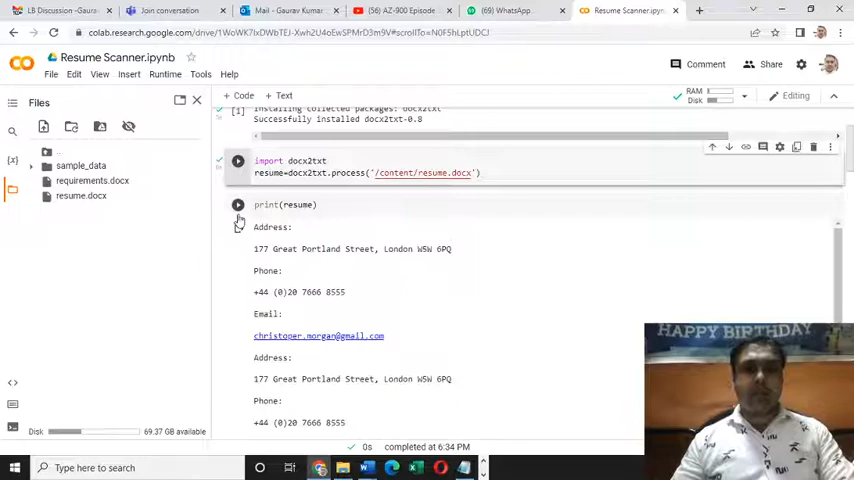 LB Discussion -Gaurav
Join conversation
Mail - Gaurav Kumar
(56) AZ-900 Episode
(69) WhatsApp
Resume Scanner.ipynb
colab.research.google.com/drive/1WoWK7IxDWbTEJ-Xwh2U4oEwSPMrD3m9V#scrollTo=N0F5hLptUDCJ
Resume Scanner.ipynb
File Edit View Insert Runtime Tools Help
Comment
Share
+ Code + Text
RAM
Disk
Editing
Files
..
sample_data
requirements.docx
resume.docx
[1]
Installing collected packages: docx2txt
Successfully installed docx2txt-0.8
import docx2txt
resume=docx2txt.process('/content/resume.docx')
0s
print(resume)
Address:
177 Great Portland Street, London W5W 6PQ
Phone:
+44 (0)20 7666 8555
Email:
christoper.morgan@gmail.com
Address:
177 Great Portland Street, London W5W 6PQ
Phone:
+44 (0)20 7666 8555
HAPPY BIRTHDAY
Disk
69.37 GB available
0s completed at 6:34 PM
Type here to search